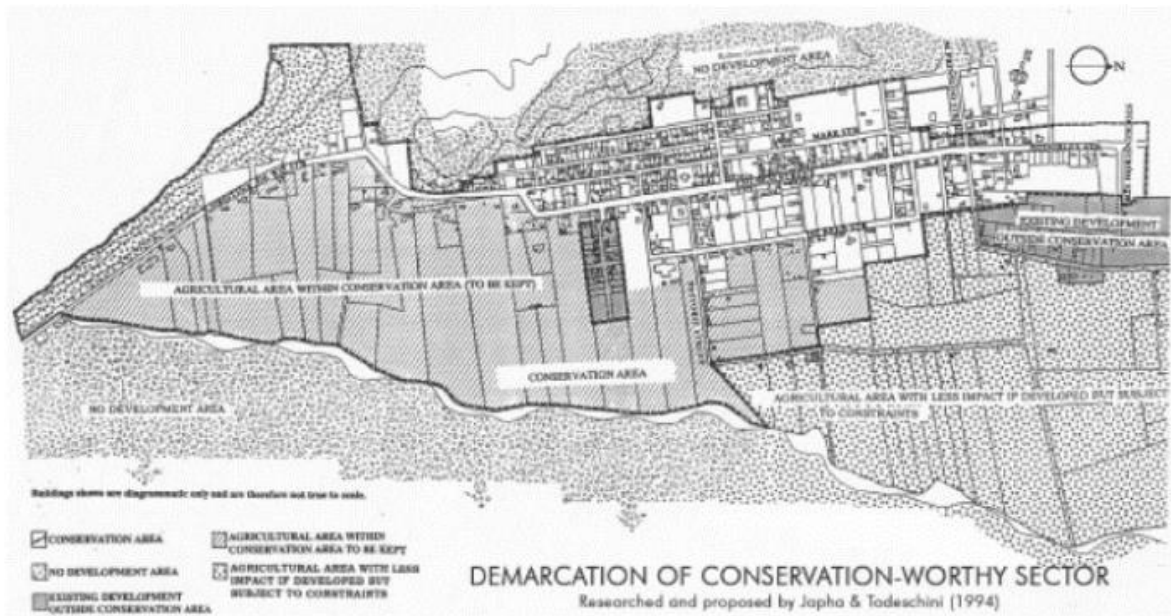 NO DEVELOPMENT AREA
N
MARK STR
EXISTING DEVELOPMENT
OUTSIDE CONSERVATION AREA
AGRICULTURAL AREA WITHIN CONSERVATION AREA (TO BE KEPT)
CONSERVATION AREA
AGRICULTURAL AREA WITH LESS IMPACT IF DEVELOPED BUT SUBJECT
TO CONSTRAINTS
NO DEVELOPMENT AREA
Buildings shown are diagrammatic only and are therefore not true to scale.
CONSERVATION AREA
NO DEVELOPMENT AREA
EXISTING DEVELOPMENT
OUTSIDE CONSERVATION AREA
AGRICULTURAL AREA WITHIN
CONSERVATION AREA TO BE KEPT
AGRICULTURAL AREA WITH LESS
IMPACT IF DEVELOPED BUT
SUBJECT TO CONSTRAINTS
DEMARCATION OF CONSERVATION-WORTHY SECTOR
Researched and proposed by Japha & Todeschini (1994)